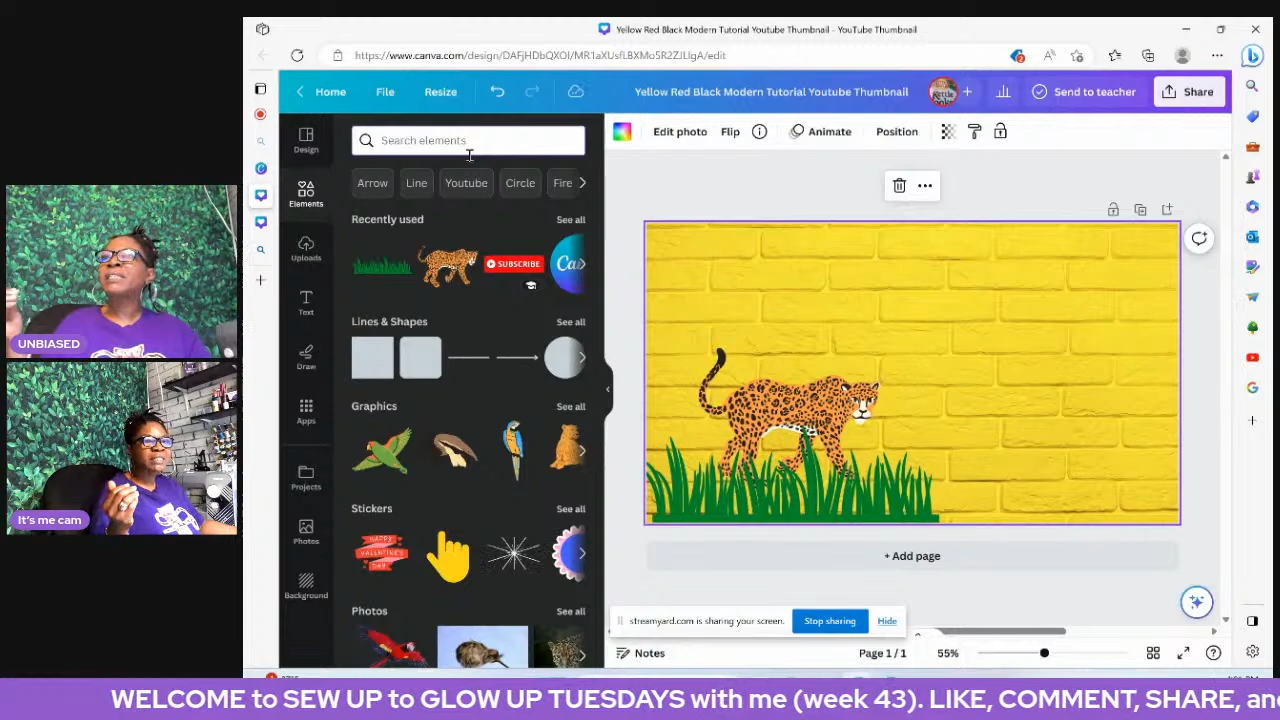 Yellow Red Black Modern Tutorial Youtube Thumbnail - YouTube Thumbnail
https://www.canva.com/design/DAFjHDbQXOI/MR1aXUsfLBXMo5R2ZJLlgA/edit
Home File Resize Yellow Red Black Modern Tutorial Youtube Thumbnail Send to teacher Share
Search elements
Edit photo Flip Animate Position
Design
Elements
Uploads
Text
Draw
Apps
Projects
Photos
Background
Arrow Line Youtube Circle Fire
Recently used See all
SUBSCRIBE
Lines & Shapes See all
Graphics See all
Stickers See all
HAPPY
VALENTINE'S
DAY
Photos See all
+ Add page
streamyard.com is sharing your screen. Stop sharing Hide
Notes Page 1 / 1 55%
UNBIASED
It's me cam
WELCOME to SEW UP to GLOW UP TUESDAYS with me (week 43). LIKE, COMMENT, SHARE, and